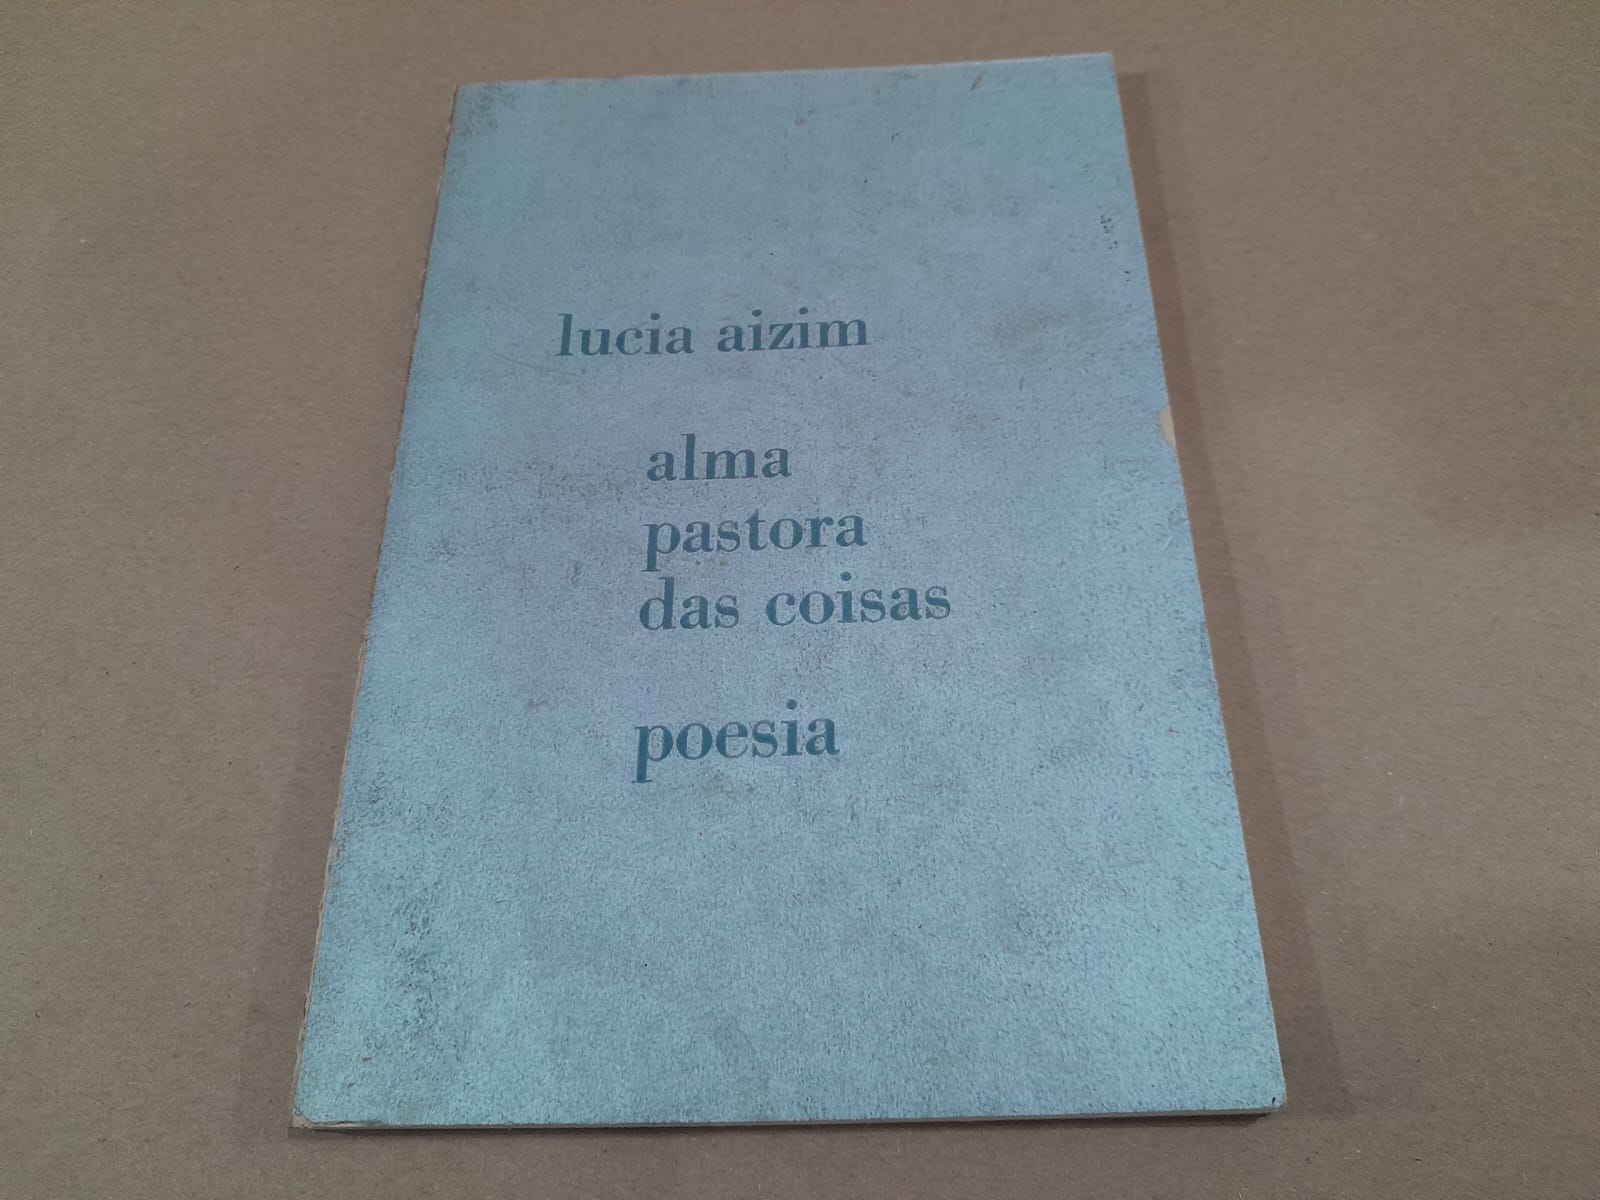 lucia aizim
alma
pastora
das coisas
poesia